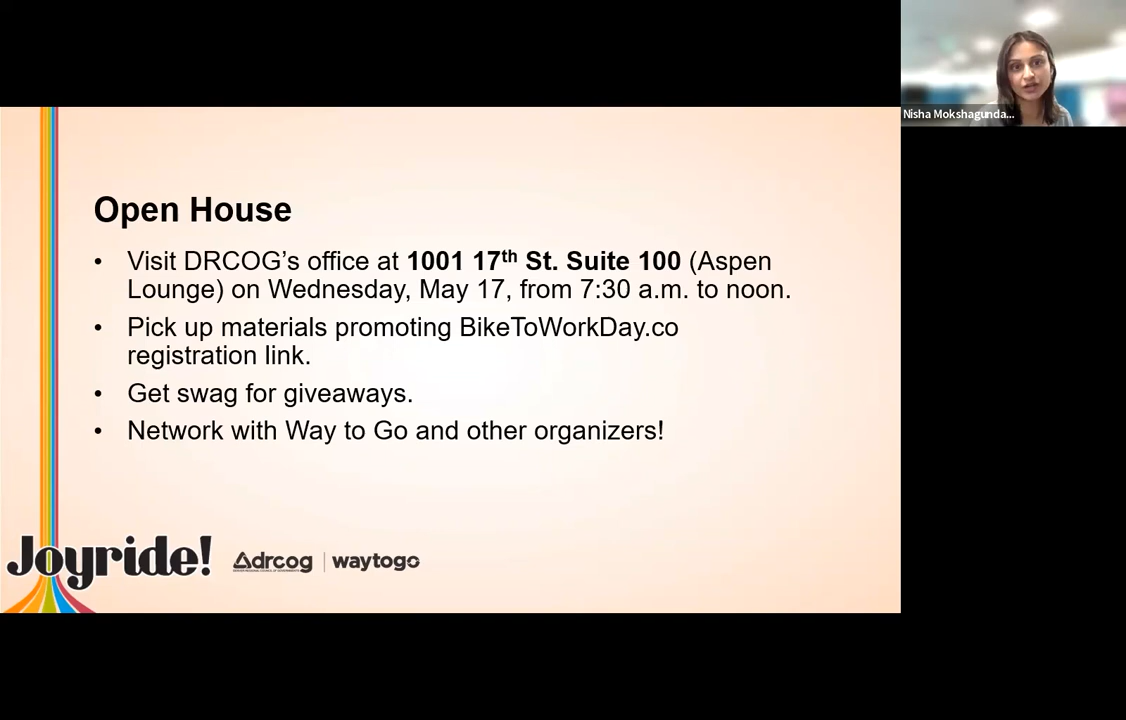 Nisha Mokshagunda...
Open House
• Visit DRCOG's office at 1001 17th St. Suite 100 (Aspen
Lounge) on Wednesday, May 17, from 7:30 a.m. to noon.
• Pick up materials promoting BikeToWorkDay.co
registration link.
• Get swag for giveaways.
• Network with Way to Go and other organizers!
Joyride!
drcog
waytogo